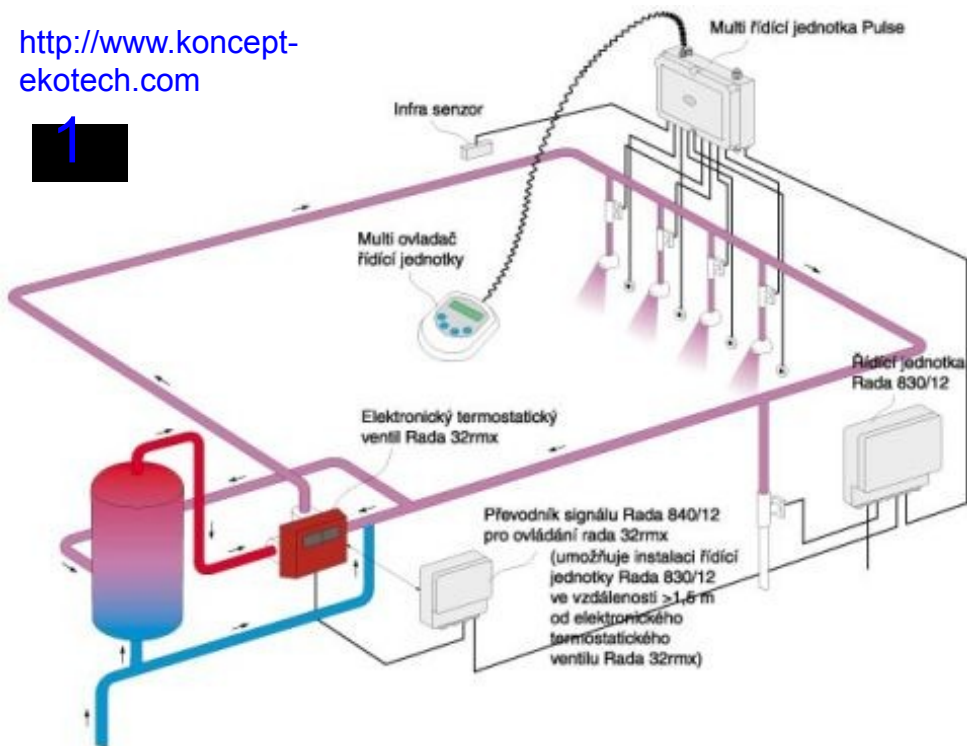 http://www.koncept-
ekotech.com
1
Multi řídící jednotka Pulse
Infra senzor
Multi ovladač
řídící jednotky
Řídící jednotka
Rada 830/12
Elektronický termostatický
ventil Rada 32rmx
Převodník signálu Rada 840/12
pro ovládání rada 32rmx
(umožňuje instalaci řídící
jednotky Rada 830/12
ve vzdálenosti >1,5 m
od elektronického
termostatického
ventilu Rada 32rmx)